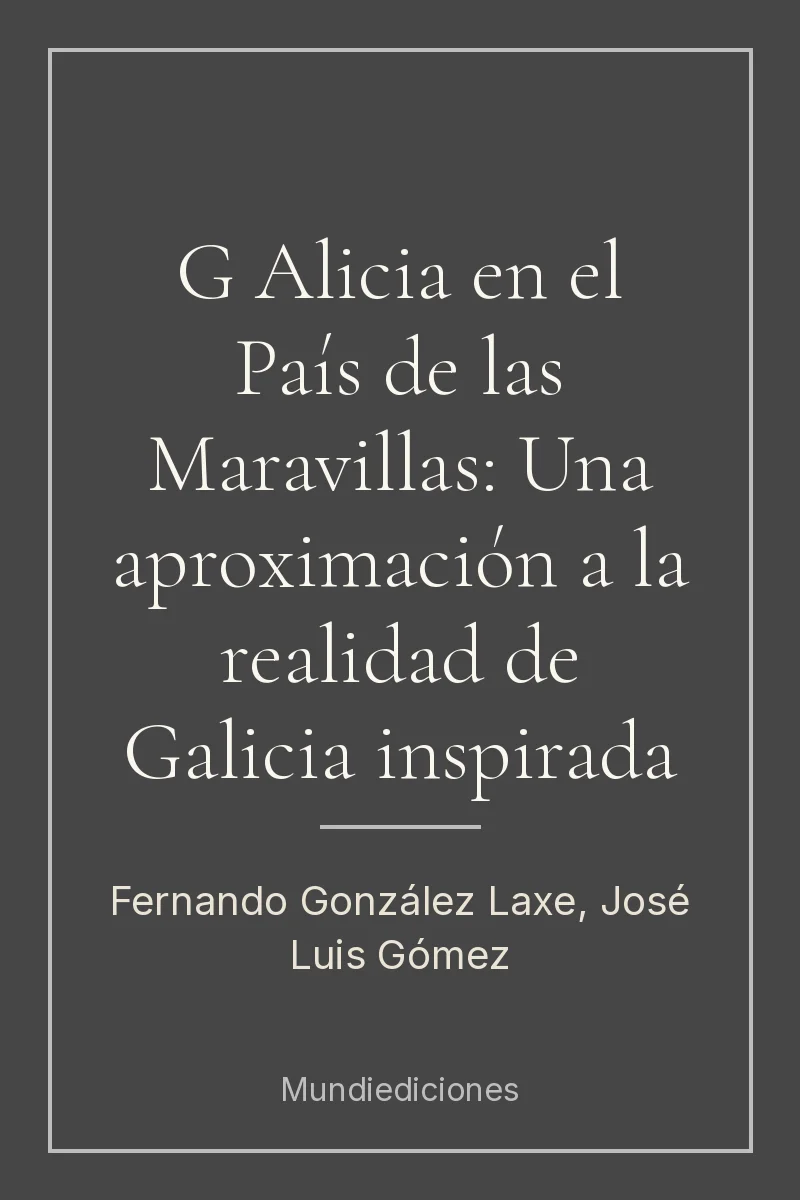 G Alicia en el
País de las
Maravillas: Una
aproximación a la
realidad de
Galicia inspirada
Fernando González Laxe, José
Luis Gómez
Mundiediciones